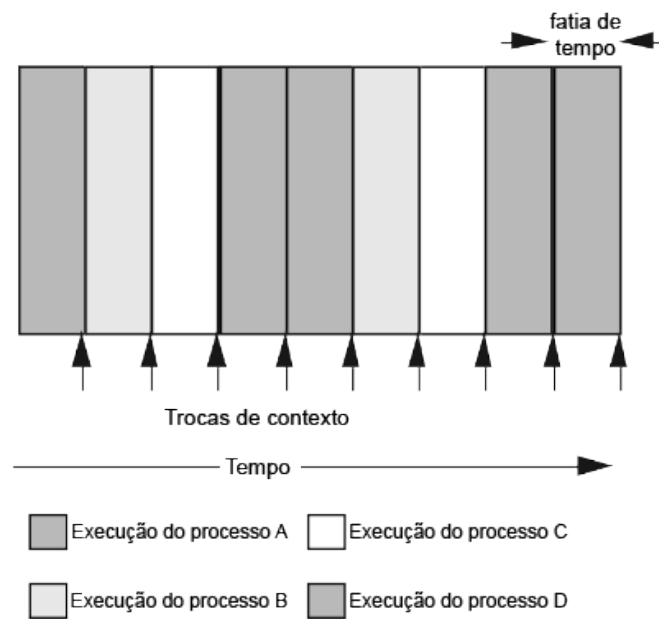 fatia de
tempo
Trocas de contexto
Tempo
Execução do processo A
Execução do processo C
Execução do processo B
Execução do processo D